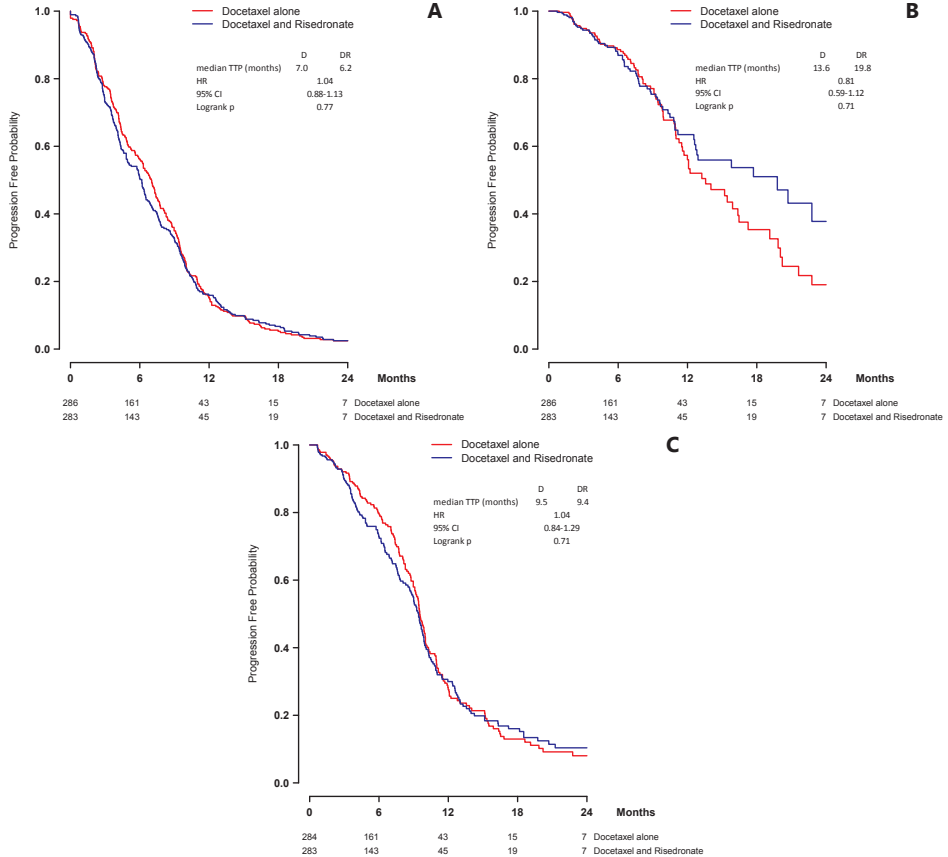 A
Docetaxel alone
Docetaxel and Risedronate
D DR
median TTP (months) 7.0 6.2
HR 1.04
95% CI 0.88-1.13
Logrank p 0.77
Progression Free Probability
1.0
0.8
0.6
0.4
0.2
0.0
0 6 12 18 24 Months
286 161 43 15 7 Docetaxel alone
283 143 45 19 7 Docetaxel and Risedronate
B
Docetaxel alone
Docetaxel and Risedronate
D DR
median TTP (months) 13.6 19.8
HR 0.81
95% CI 0.59-1.12
Logrank p 0.71
Progression Free Probability
1.0
0.8
0.6
0.4
0.2
0.0
0 6 12 18 24 Months
286 161 43 15 7 Docetaxel alone
283 143 45 19 7 Docetaxel and Risedronate
C
Docetaxel alone
Docetaxel and Risedronate
D DR
median TTP (months) 9.5 9.4
HR 1.04
95% CI 0.84-1.29
Logrank p 0.71
Progression Free Probability
1.0
0.8
0.6
0.4
0.2
0.0
0 6 12 18 24 Months
284 161 43 15 7 Docetaxel alone
283 143 45 19 7 Docetaxel and Risedronate